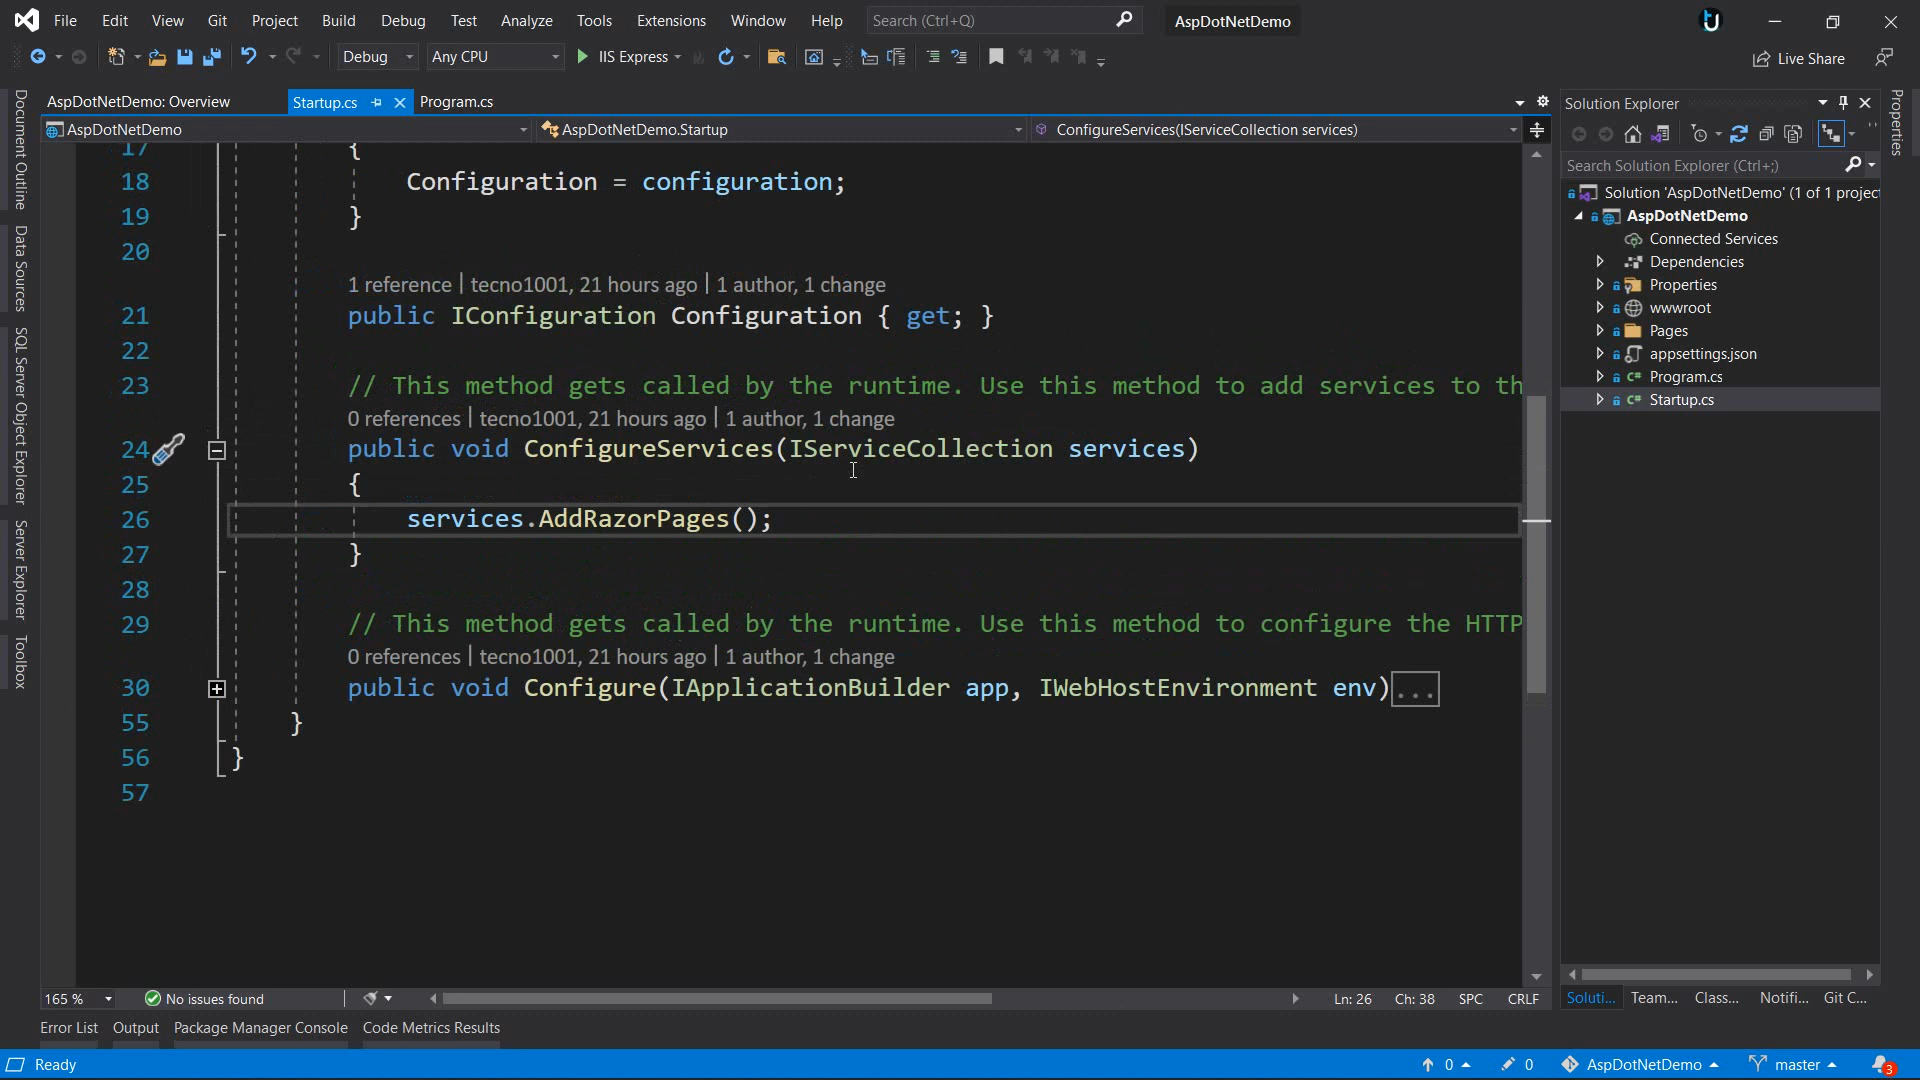 File Edit View Git Project Build Debug Test Analyze Tools Extensions Window Help Search (Ctrl+Q) AspDotNetDemo
Debug Any CPU IIS Express Live Share
AspDotNetDemo: Overview Startup.cs Program.cs
AspDotNetDemo AspDotNetDemo.Startup ConfigureServices(IServiceCollection services)
Document Outline
Data Sources
SQL Server Object Explorer
Server Explorer
Toolbox
17 {
18 Configuration = configuration;
19 }
20
1 reference | tecno1001, 21 hours ago | 1 author, 1 change
21 public IConfiguration Configuration { get; }
22
23 // This method gets called by the runtime. Use this method to add services to th
0 references | tecno1001, 21 hours ago | 1 author, 1 change
24 public void ConfigureServices(IServiceCollection services)
25 {
26 services.AddRazorPages();
27 }
28
29 // This method gets called by the runtime. Use this method to configure the HTTP
0 references | tecno1001, 21 hours ago | 1 author, 1 change
30 public void Configure(IApplicationBuilder app, IWebHostEnvironment env)...
55 }
56 }
57
165 % No issues found Ln: 26 Ch: 38 SPC CRLF
Error List Output Package Manager Console Code Metrics Results
Solution Explorer
Search Solution Explorer (Ctrl+;)
Solution 'AspDotNetDemo' (1 of 1 project
AspDotNetDemo
Connected Services
Dependencies
Properties
wwwroot
Pages
appsettings.json
C# Program.cs
C# Startup.cs
Soluti... Team... Class... Notifi... Git C...
Properties
Ready 0 0 AspDotNetDemo master 3